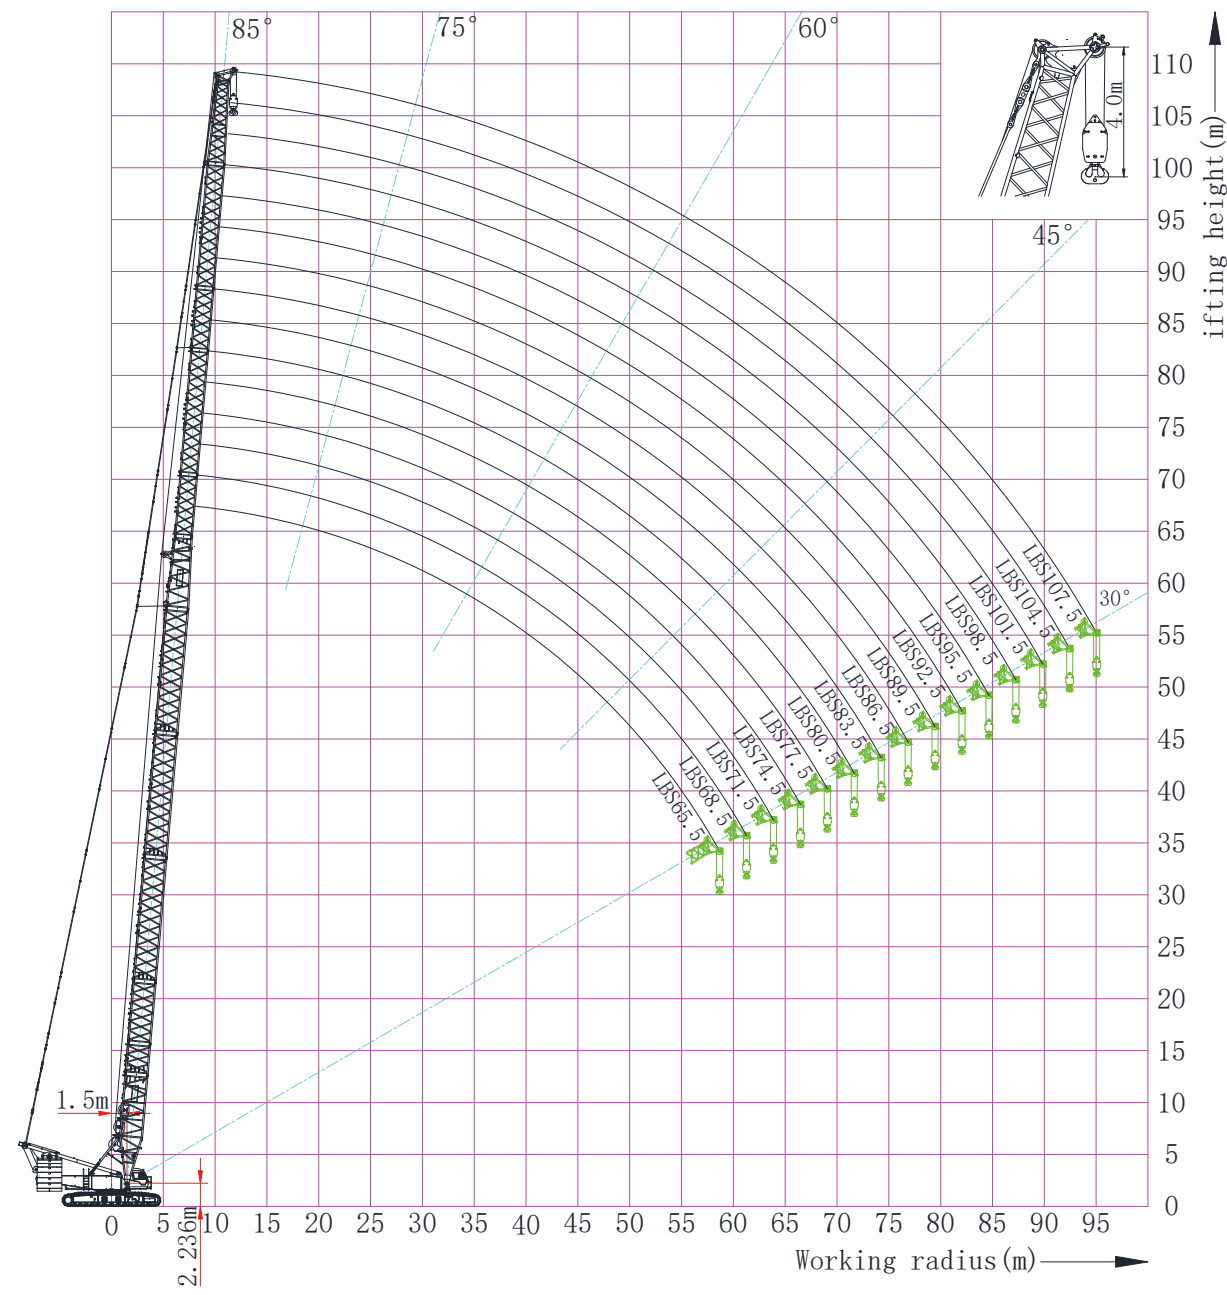 85°
75°
60°
45°
30°
4.0m
ifting height(m)
110
105
100
95
90
85
80
75
70
65
60
55
50
45
40
35
30
25
20
15
10
5
0
LBS107.5
LBS104.5
LBS101.5
LBS98.5
LBS95.5
LBS92.5
LBS89.5
LBS86.5
LBS83.5
LBS80.5
LBS77.5
LBS74.5
LBS71.5
LBS68.5
LBS65.5
1.5m
2.236m
0 5 10 15 20 25 30 35 40 45 50 55 60 65 70 75 80 85 90 95
Working radius(m)